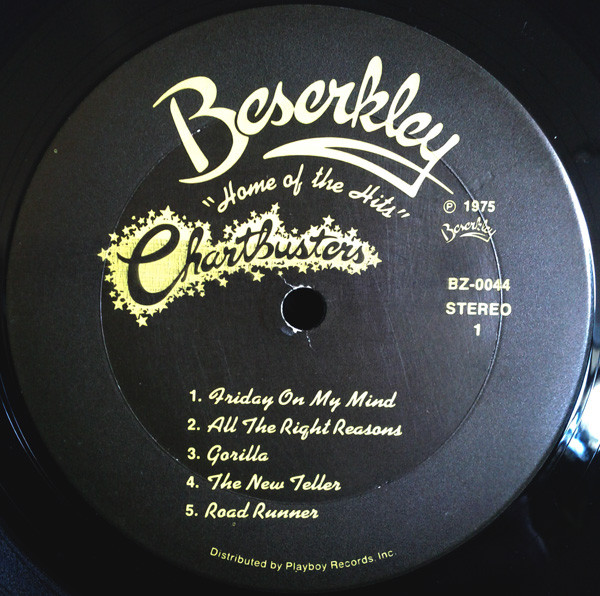 Beserkley
"Home of the Hits"
℗ 1975
Beserkley
Chartbusters
BZ-0044
STEREO
1
1. Friday On My Mind
2. All The Right Reasons
3. Gorilla
4. The New Teller
5. Road Runner
Distributed by Playboy Records, Inc.